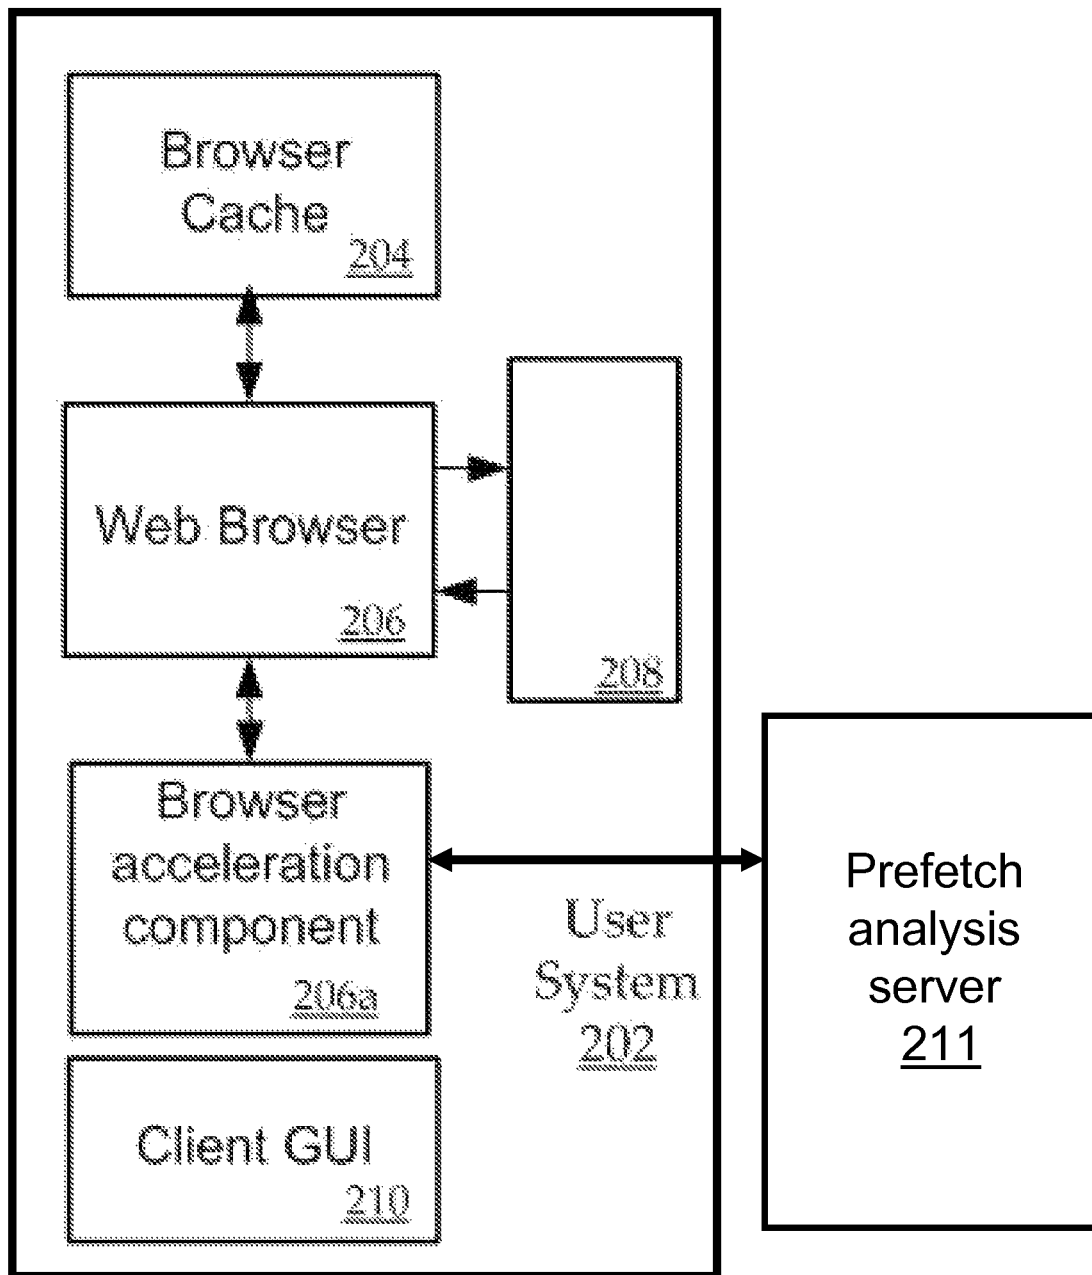 Browser
Cache
204
Web Browser
206
208
Browser
acceleration
component
206a
User
System
202
Client GUI
210
Prefetch
analysis
server
211